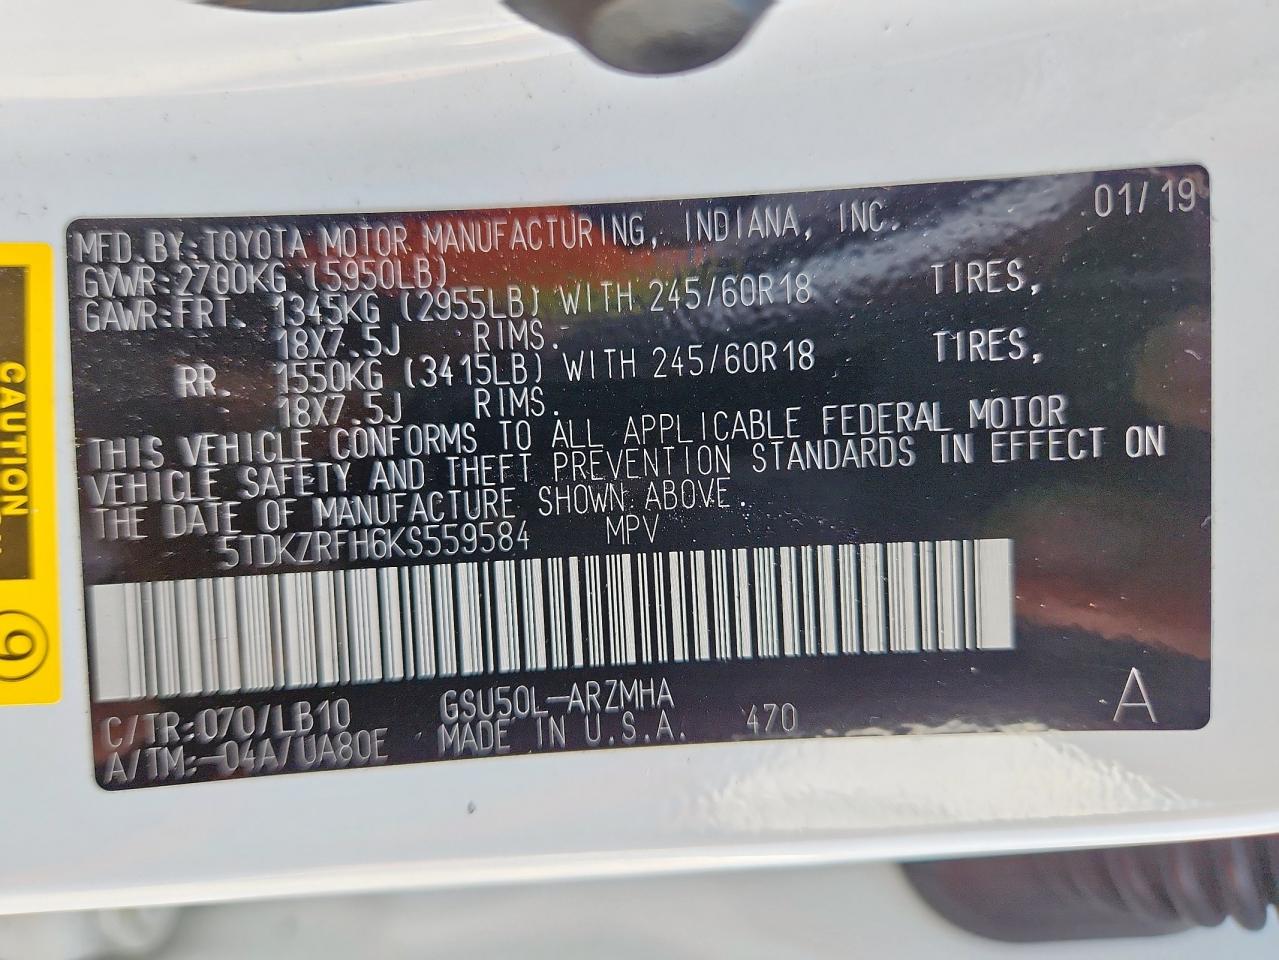 MFD.BY:TOYOTA MOTOR MANUFACTURING, INDIANA, INC. 01/19
GVWR:2700KG (5950LB)
GAWR:FRT. 1345KG (2955LB) WITH 245/60R18 TIRES,
18X7.5J RIMS.
RR. 1550KG (3415LB) WITH 245/60R18 TIRES,
18X7.5J RIMS.
THIS VEHICLE CONFORMS TO ALL APPLICABLE FEDERAL MOTOR
VEHICLE SAFETY AND THEFT PREVENTION STANDARDS IN EFFECT ON
THE DATE OF MANUFACTURE SHOWN ABOVE.
5TDKZRFH6KS559584 MPV
C/TR:070/LB10 GSU50L-ARZMHA
A/TM:-04A/UA80E MADE IN U.S.A. 470 A
CAUTION
9